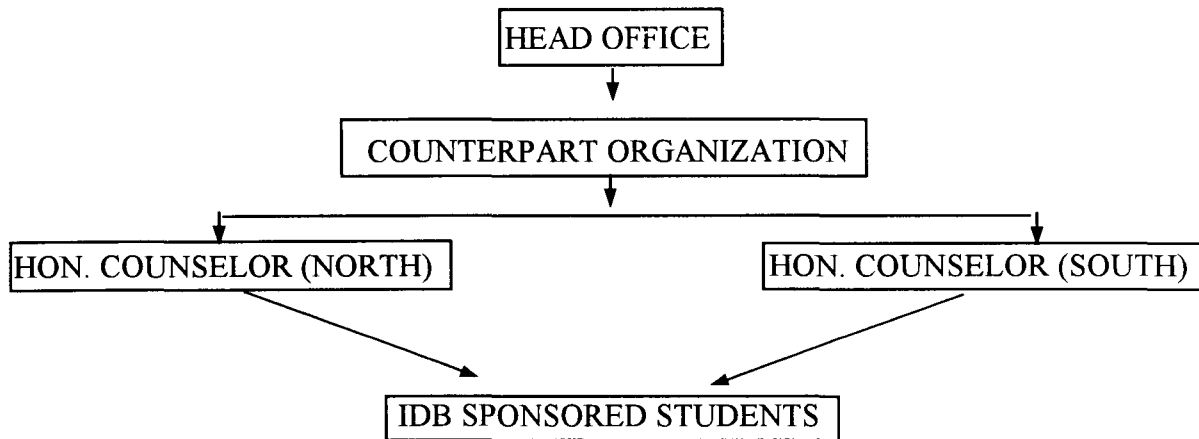 HEAD OFFICE
COUNTERPART ORGANIZATION
HON. COUNSELOR (NORTH)
HON. COUNSELOR (SOUTH)
IDB SPONSORED STUDENTS